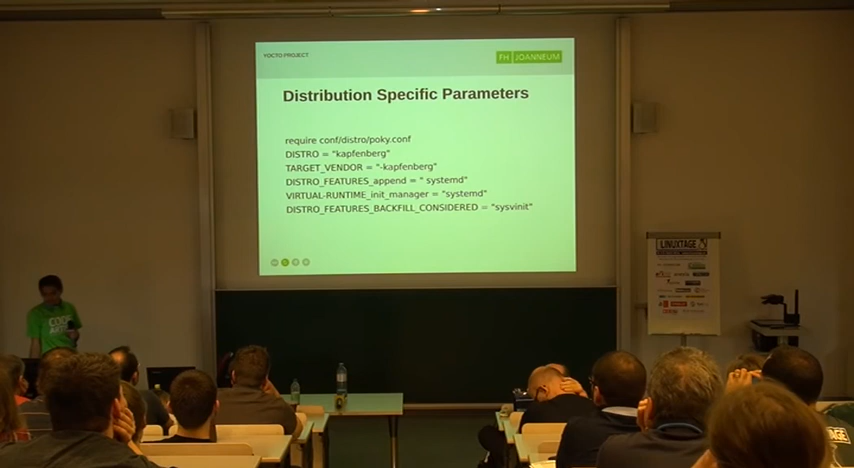 YOCTO PROJECT
FH JOANNEUM
Distribution Specific Parameters
require conf/distro/poky.conf
DISTRO = "kapfenberg"
TARGET_VENDOR = "-kapfenberg"
DISTRO_FEATURES_append = " systemd"
VIRTUAL-RUNTIME_init_manager = "systemd"
DISTRO_FEATURES_BACKFILL_CONSIDERED = "sysvinit"
LINUXTAGE